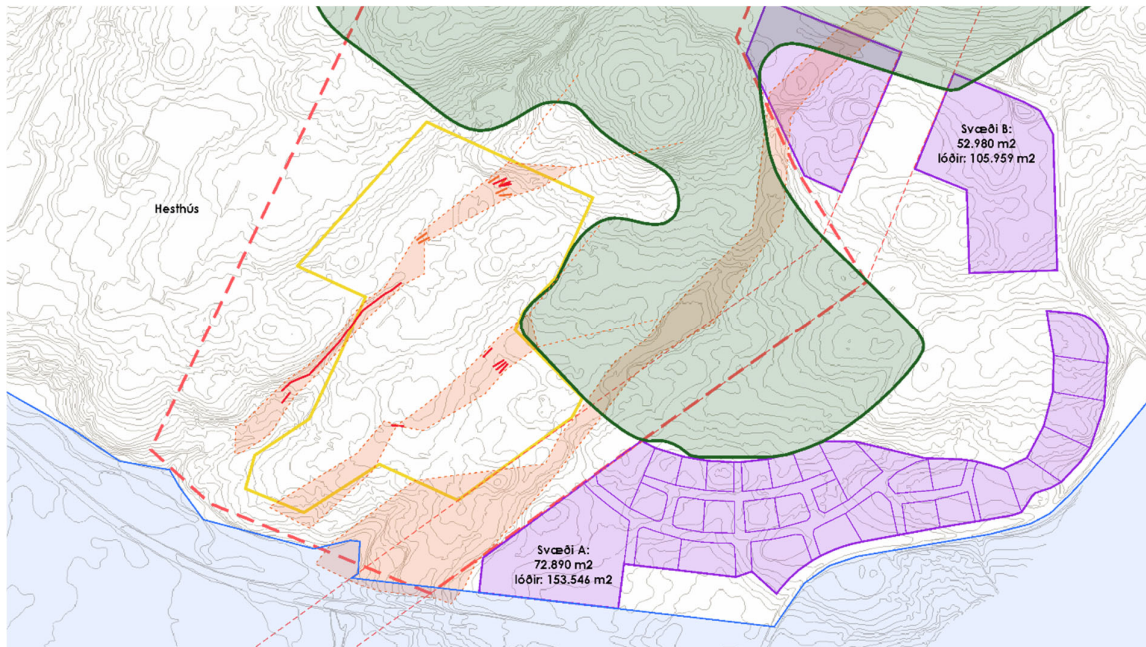 Svæði B:
52.980 m2
lóðir: 105.959 m2
Hesthús
Svæði A:
72.890 m2
lóðir: 153.546 m2